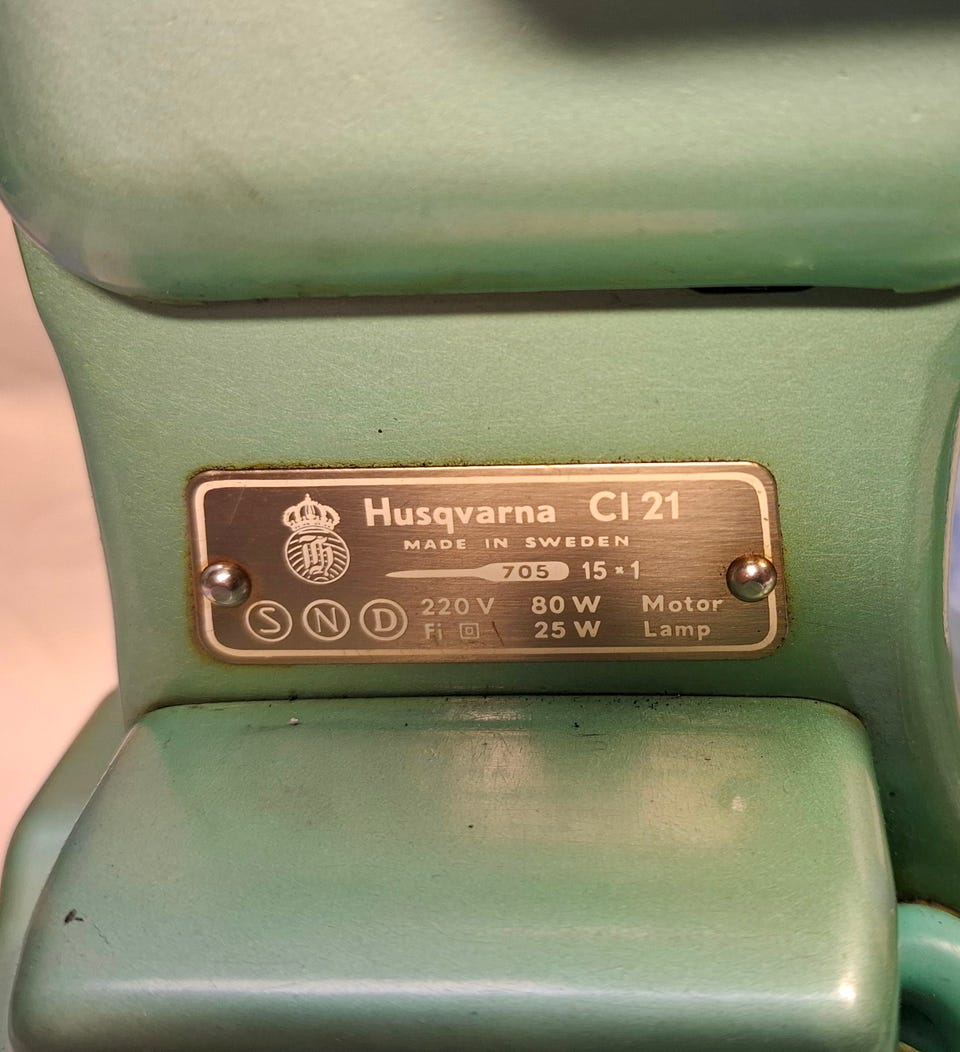 Husqvarna CI 21
MADE IN SWEDEN
705 15×1
S N D 220 V 80 W Motor
Fi 25 W Lamp
H